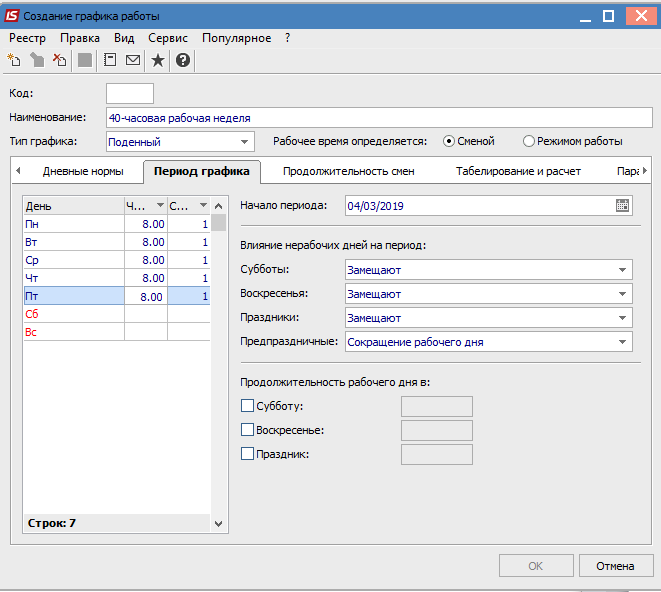 IS Создание графика работы
Реестр Правка Вид Сервис Популярное ?
Код:
Наименование: 40-часовая рабочая неделя
Тип графика: Поденный Рабочее время определяется: Сменой Режимом работы
Дневные нормы Период графика Продолжительность смен Табелирование и расчет Пара
День Ч... С...
Пн 8.00 1
Вт 8.00 1
Ср 8.00 1
Чт 8.00 1
Пт 8.00 1
Сб
Вс
Строк: 7
Начало периода: 04/03/2019
Влияние нерабочих дней на период:
Субботы: Замещают
Воскресенья: Замещают
Праздники: Замещают
Предпраздничные: Сокращение рабочего дня
Продолжительность рабочего дня в:
Субботу:
Воскресенье:
Праздник:
OK Отмена